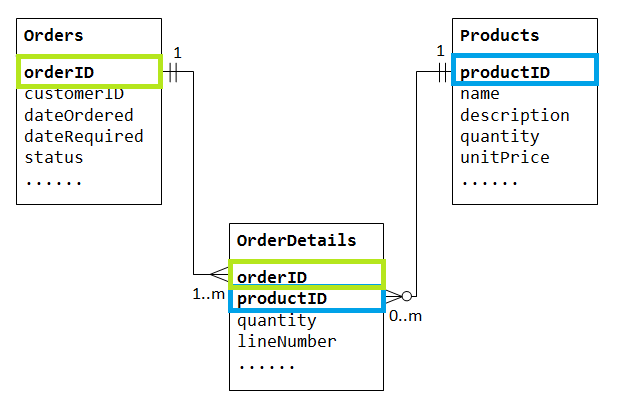 Orders
orderID
customerID
dateOrdered
dateRequired
status
......
1
Products
productID
name
description
quantity
unitPrice
......
1
OrderDetails
orderID
productID
quantity
lineNumber
......
1..m
0..m